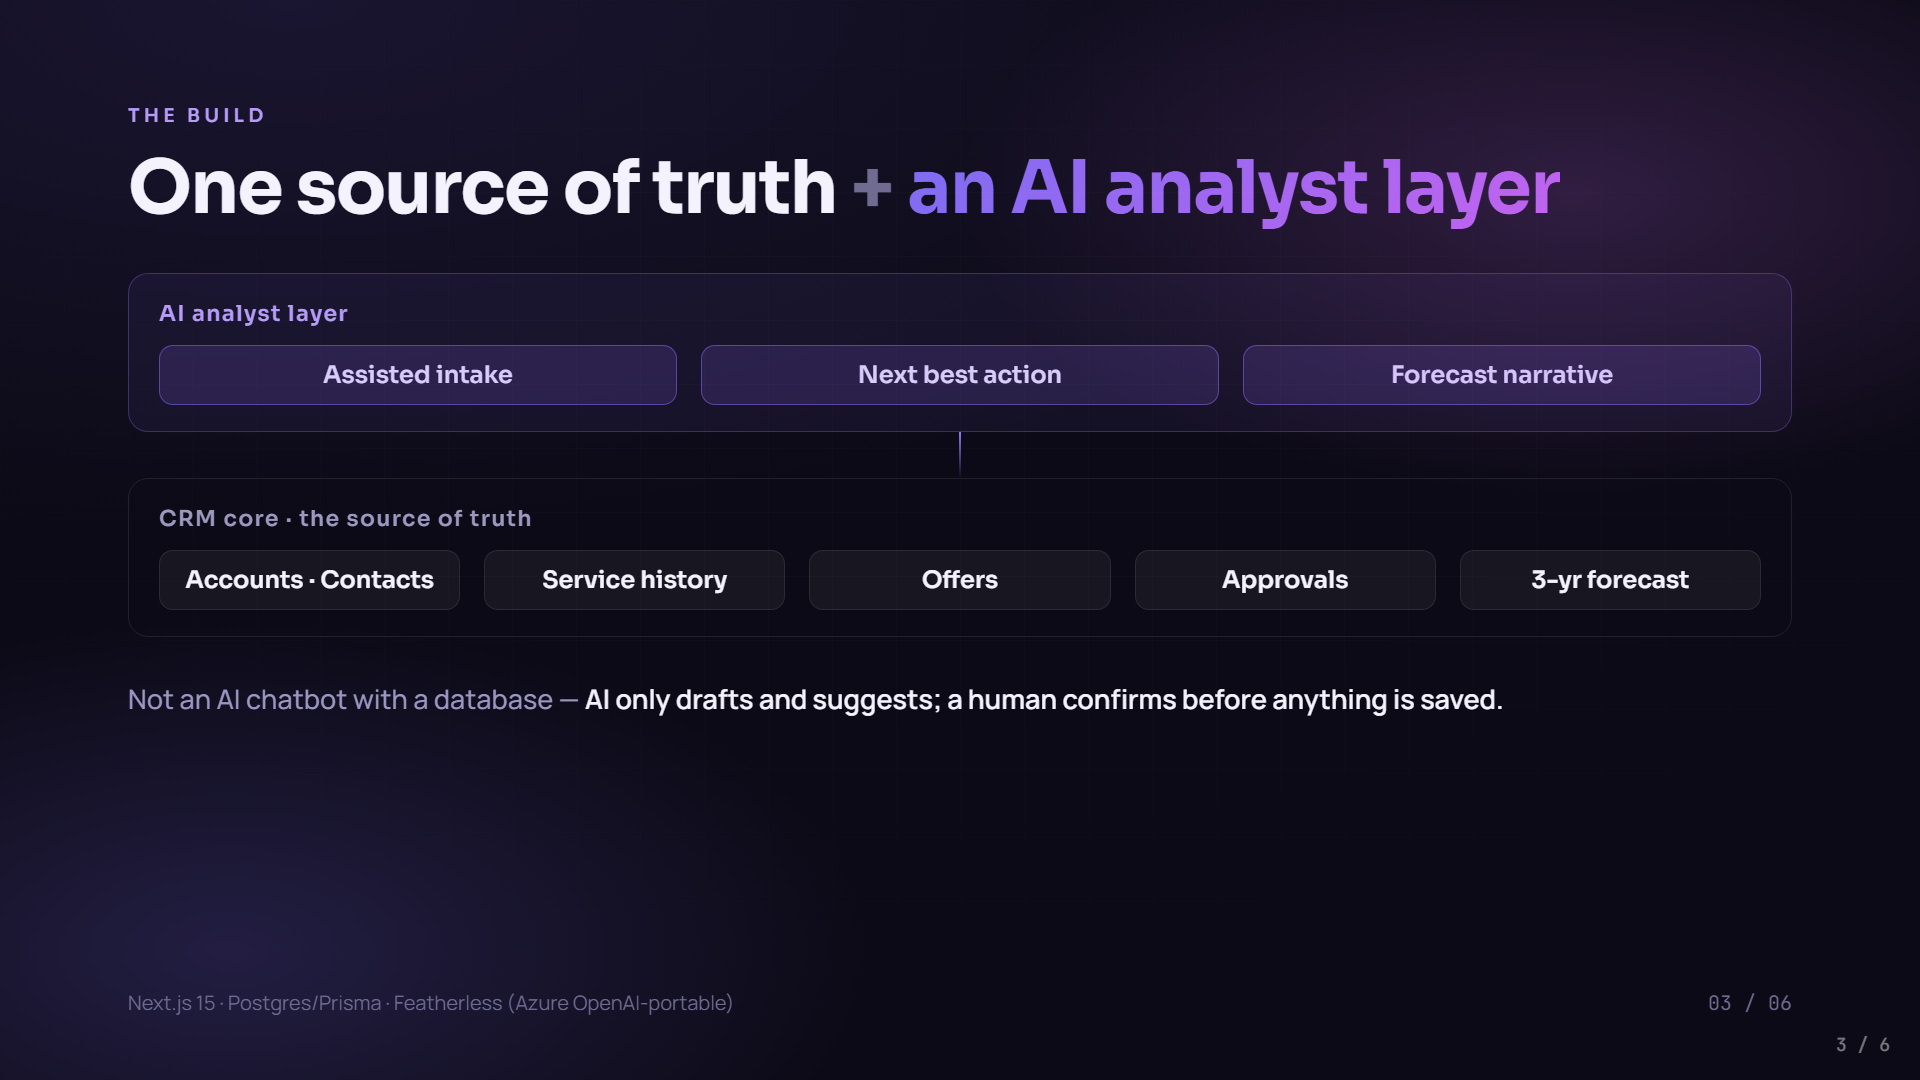 THE BUILD
One source of truth + an AI analyst layer
AI analyst layer
Assisted intake
Next best action
Forecast narrative
CRM core · the source of truth
Accounts · Contacts
Service history
Offers
Approvals
3-yr forecast
Not an AI chatbot with a database — AI only drafts and suggests; a human confirms before anything is saved.
Next.js 15 · Postgres/Prisma · Featherless (Azure OpenAI-portable)
03 / 06
3 / 6